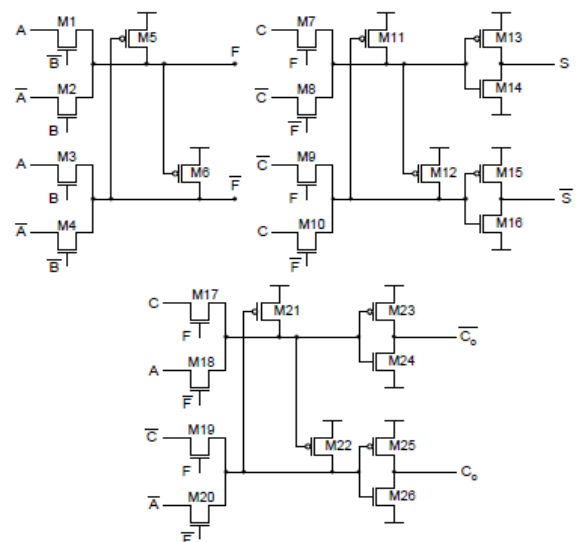 A M1 B̅ M5 F
A̅ M2 B
A M3 B M6 F̅
A̅ M4 B̅
C M7 F M11 M13 S
C̅ M8 F̅ M14
C̅ M9 F M12 M15 S̅
C M10 F̅ M16
C M17 F M21 M23 C̅ₒ
A M18 F̅ M24
C̅ M19 F M22 M25 Cₒ
A̅ M20 F̅ M26